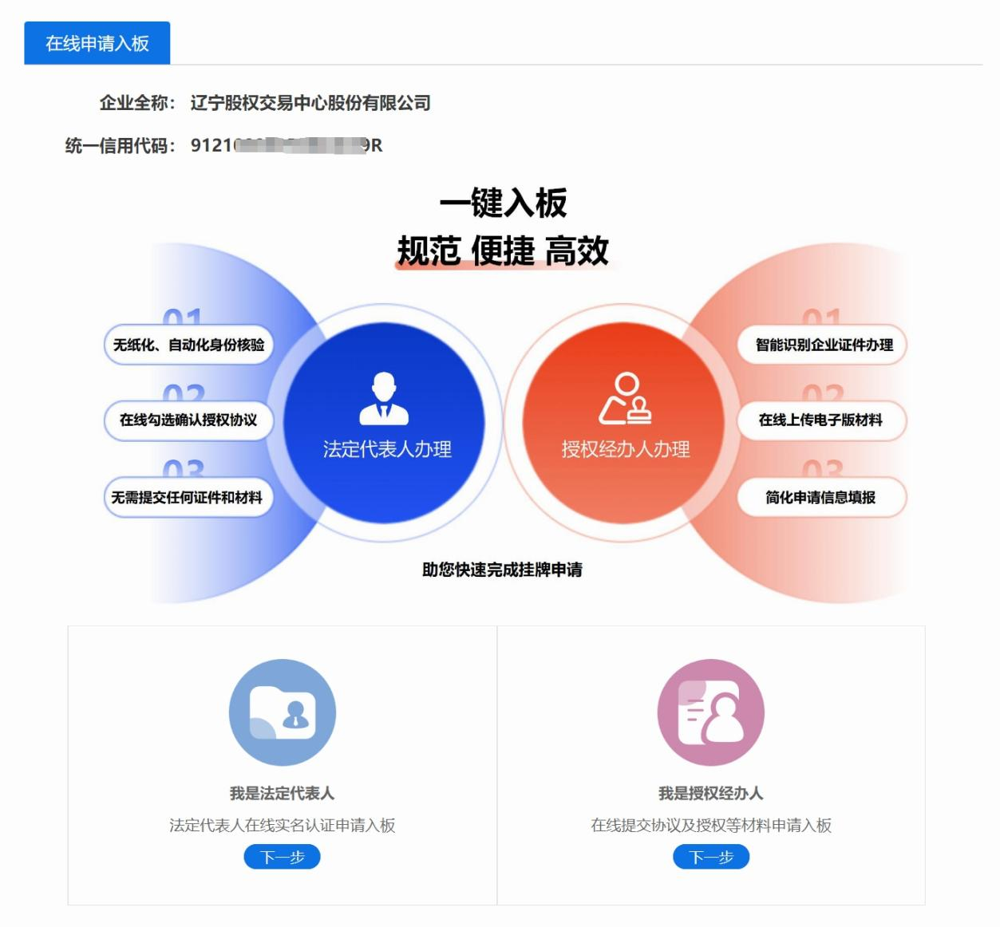 在线申请入板
企业全称： 辽宁股权交易中心股份有限公司
统一信用代码： 9121 9R
一键入板
规范 便捷 高效
01
无纸化、自动化身份核验
02
在线勾选确认授权协议
03
无需提交任何证件和材料
法定代表人办理
授权经办人办理
01
智能识别企业证件办理
02
在线上传电子版材料
03
简化申请信息填报
助您快速完成挂牌申请
我是法定代表人
法定代表人在线实名认证申请入板
下一步
我是授权经办人
在线提交协议及授权等材料申请入板
下一步